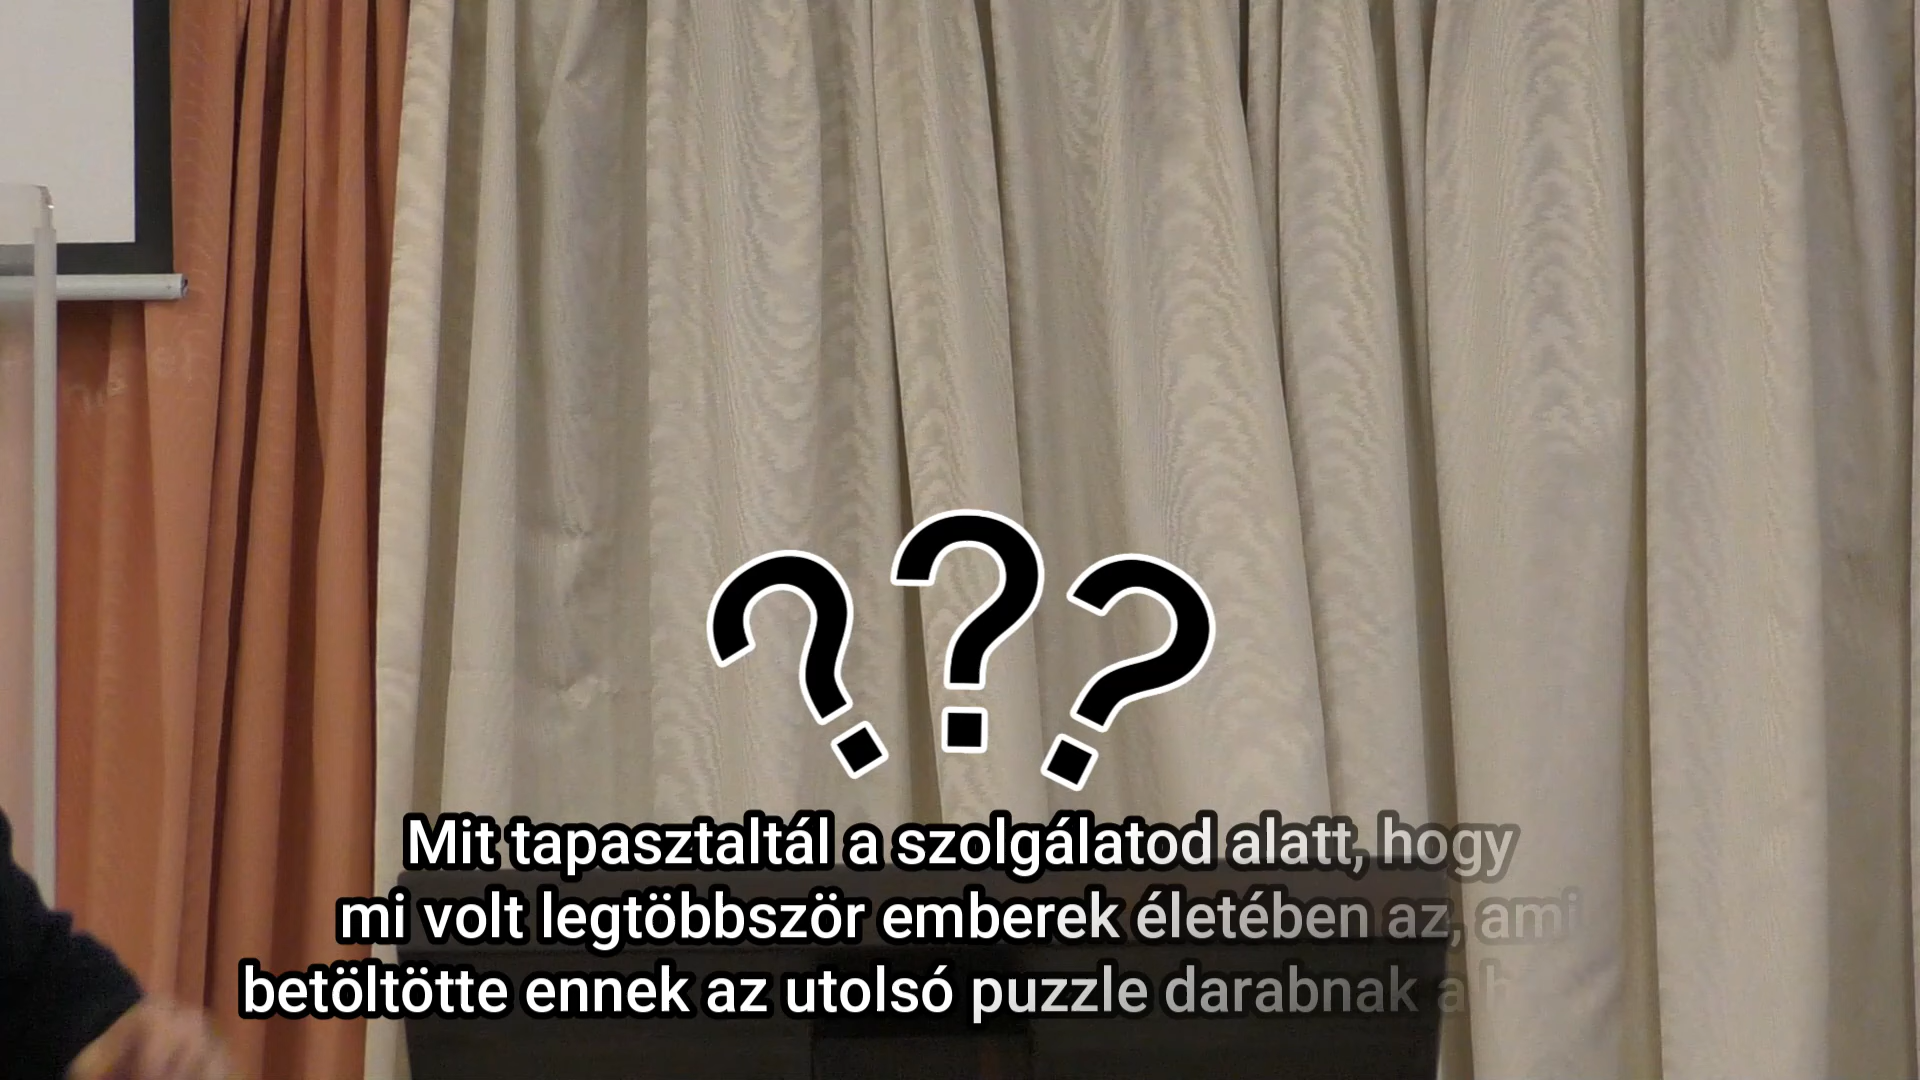 ???
Mit tapasztaltál a szolgálatod alatt, hogy
mi volt legtöbbször emberek életében az, ami
betöltötte ennek az utolsó puzzle darabnak a